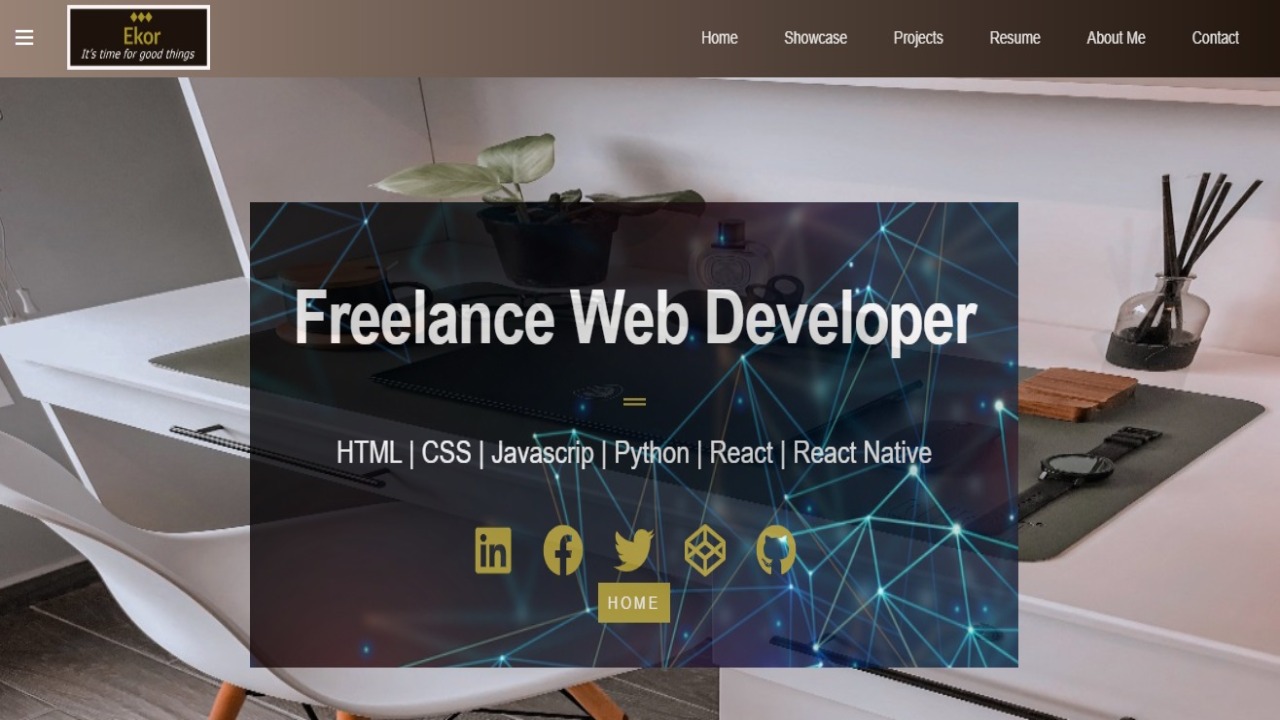 Ekor
It's time for good things
Home Showcase Projects Resume About Me Contact
Freelance Web Developer
HTML | CSS | Javascrip | Python | React | React Native
in
HOME